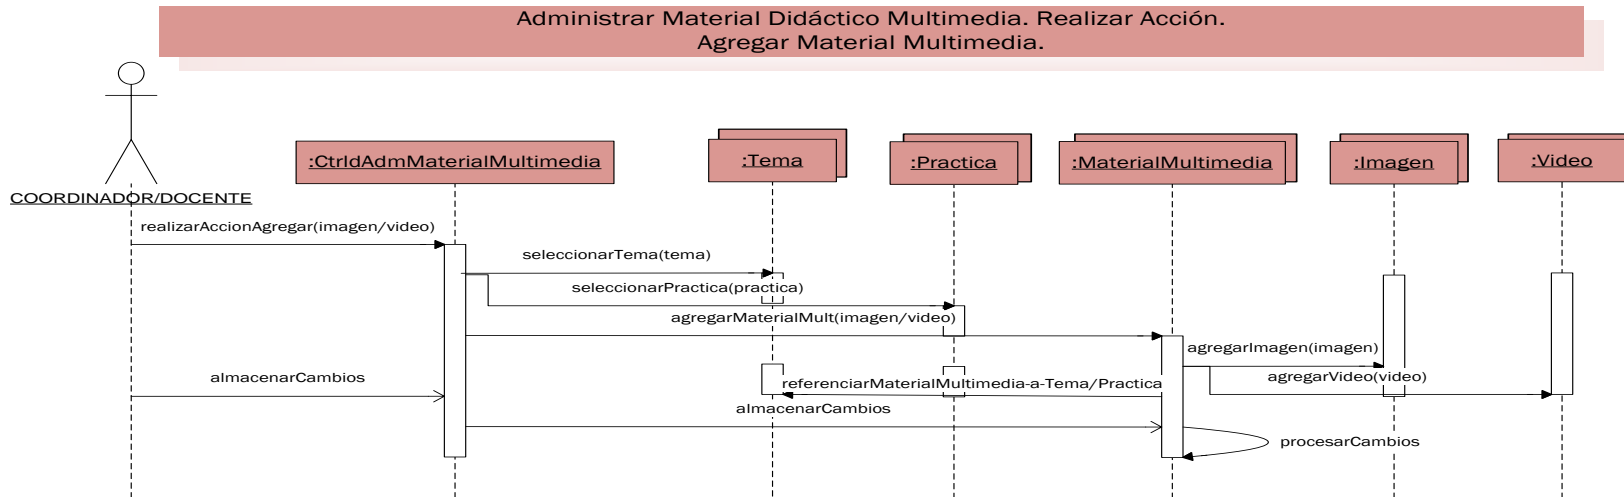 Administrar Material Didáctico Multimedia. Realizar Acción.
Agregar Material Multimedia.
:CtrldAdmMaterialMultimedia
:Tema
:Practica
:MaterialMultimedia
:Imagen
:Video
COORDINADOR/DOCENTE
realizarAccionAgregar(imagen/video)
seleccionarTema(tema)
seleccionarPractica(practica)
agregarMaterialMult(imagen/video)
agregarImagen(imagen)
agregarVideo(video)
almacenarCambios
referenciarMaterialMultimedia-a-Tema/Practica
almacenarCambios
procesarCambios